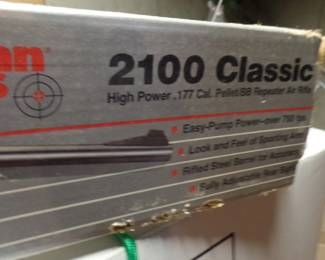 2100 Classic
High Power .177 Cal. Pellet/BB Repeater Air Rifle
• Easy-Pump Power-over 750 fps.
• Look and Feel of Sporting Arms
• Rifled Steel Barrel for Accuracy
• Fully Adjustable Rear Sight